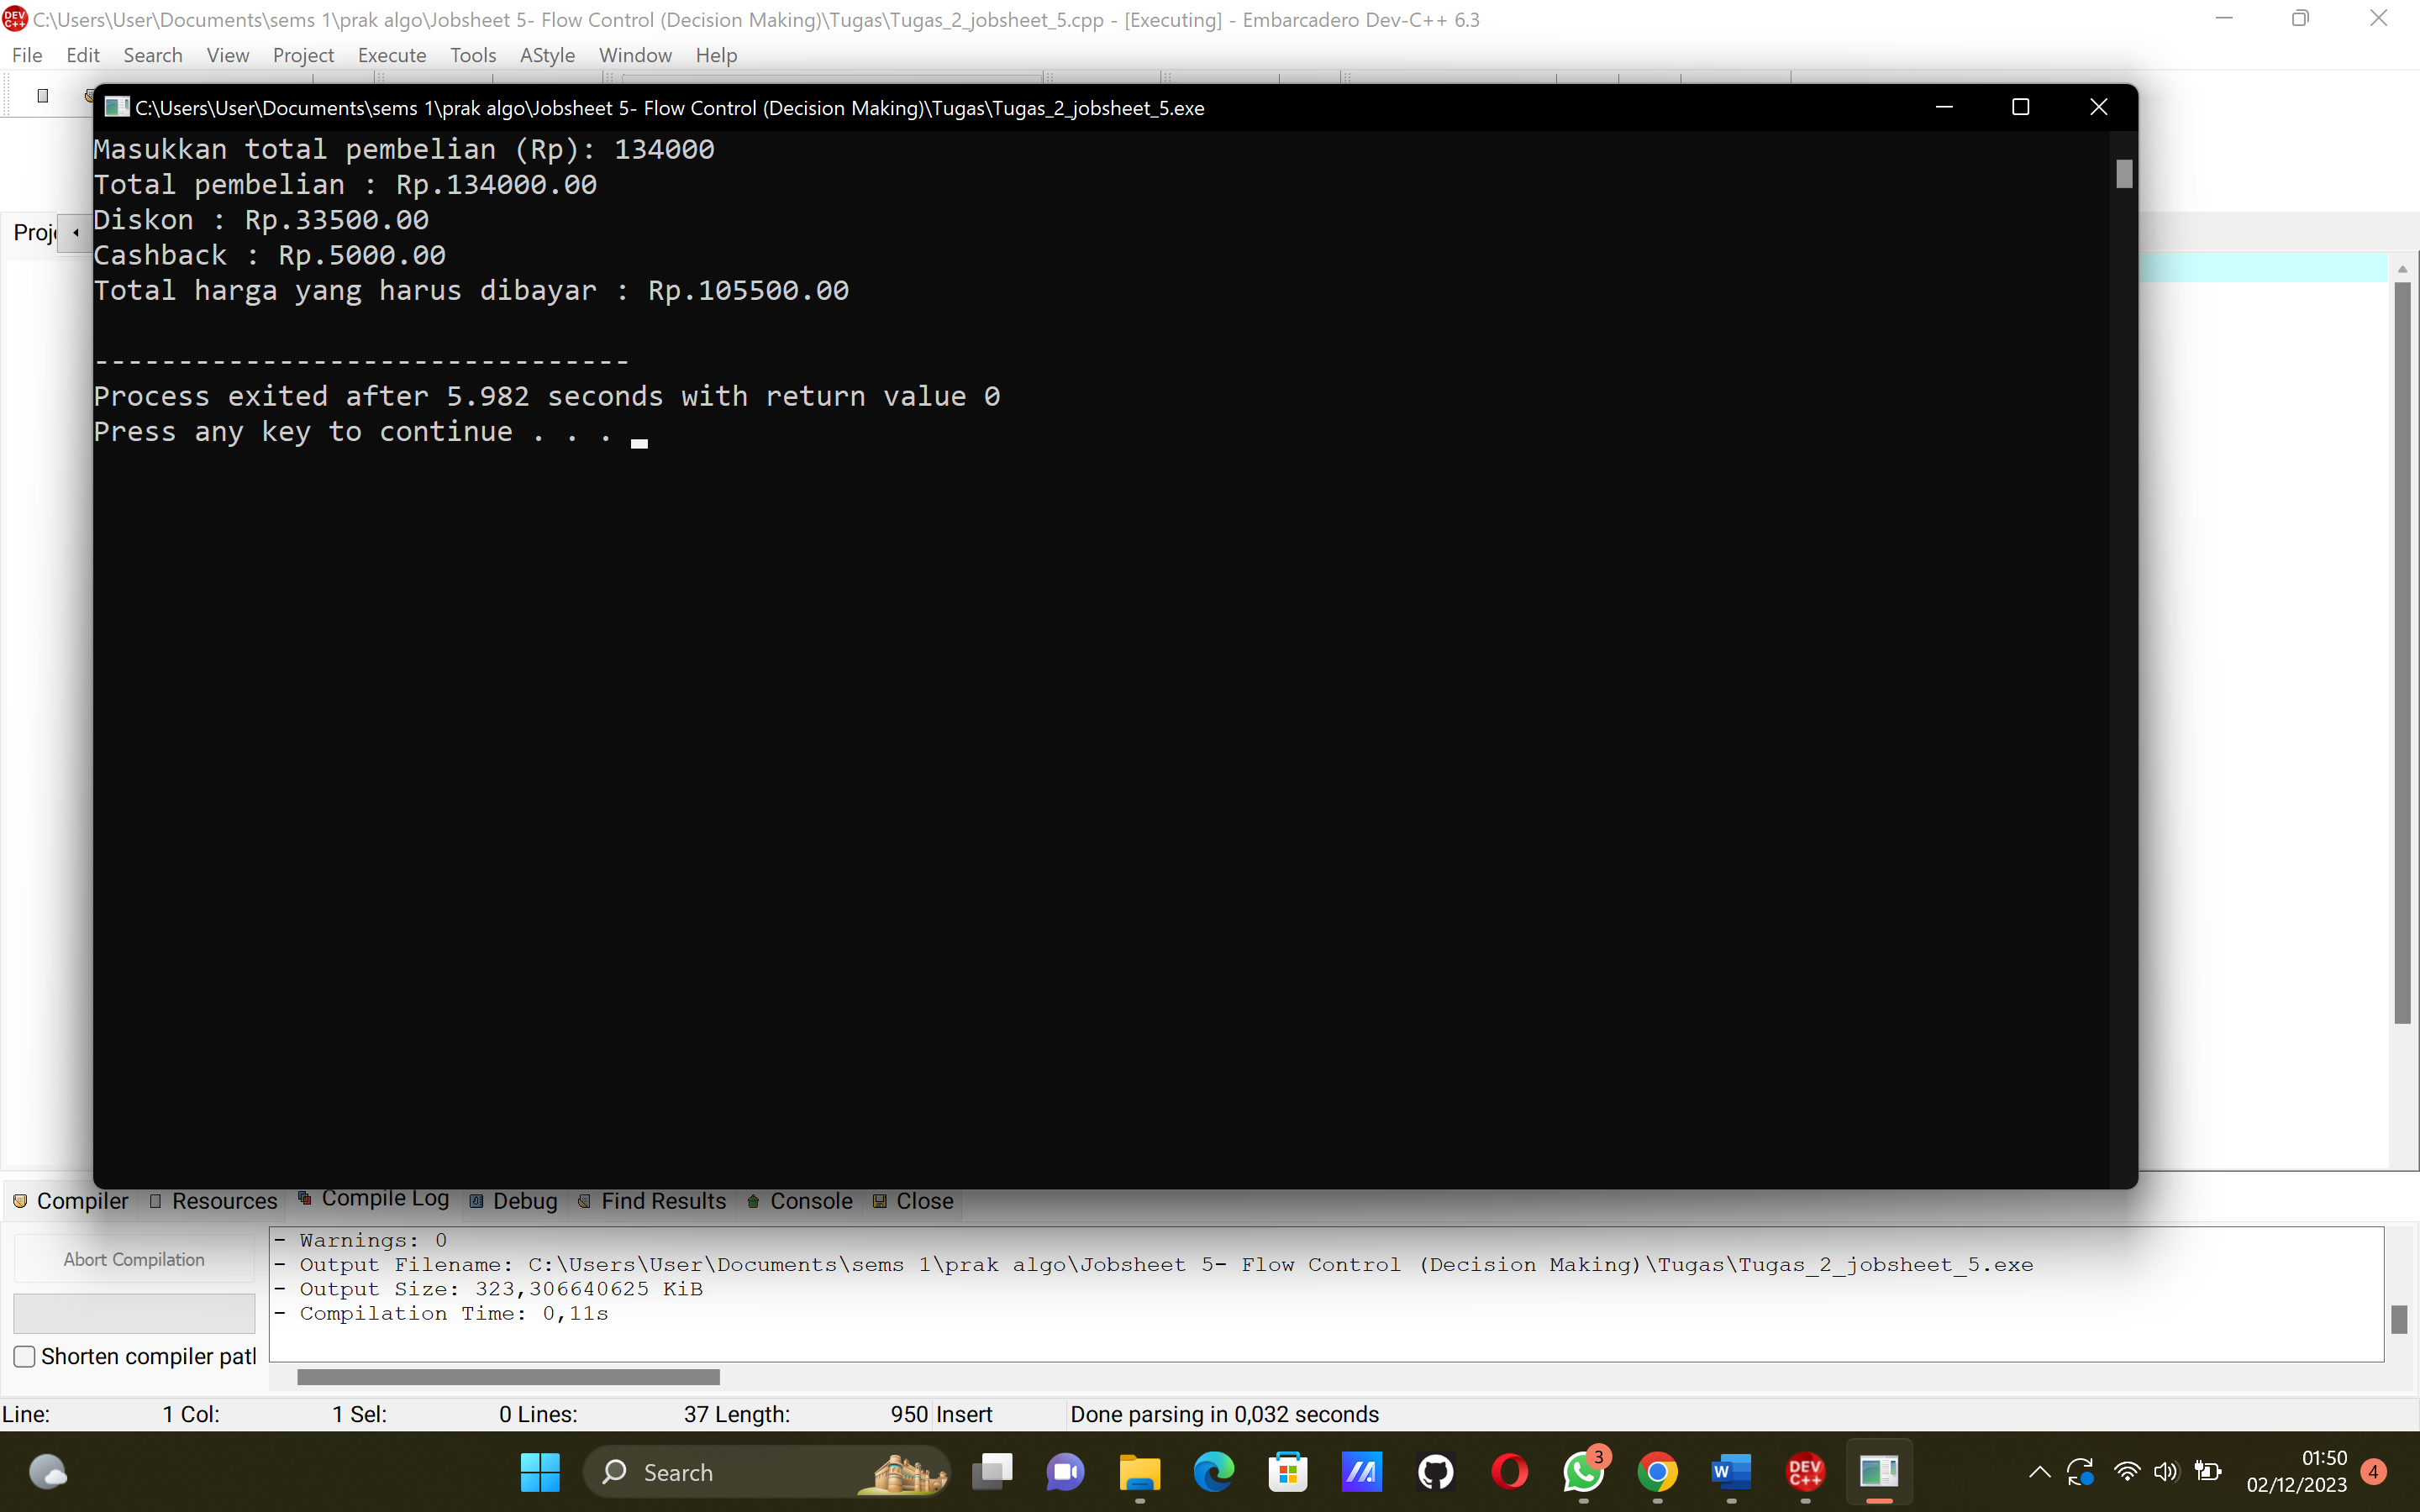 C:\Users\User\Documents\sems 1\prak algo\Jobsheet 5- Flow Control (Decision Making)\Tugas\Tugas_2_jobsheet_5.cpp - [Executing] - Embarcadero Dev-C++ 6.3
File Edit Search View Project Execute Tools AStyle Window Help
C:\Users\User\Documents\sems 1\prak algo\Jobsheet 5- Flow Control (Decision Making)\Tugas\Tugas_2_jobsheet_5.exe
Masukkan total pembelian (Rp): 134000
Total pembelian : Rp.134000.00
Diskon : Rp.33500.00
Cashback : Rp.5000.00
Total harga yang harus dibayar : Rp.105500.00
--------------------------------
Process exited after 5.982 seconds with return value 0
Press any key to continue . . .
Proje
Compiler Resources Compile Log Debug Find Results Console Close
Abort Compilation
Shorten compiler patl
- Warnings: 0
- Output Filename: C:\Users\User\Documents\sems 1\prak algo\Jobsheet 5- Flow Control (Decision Making)\Tugas\Tugas_2_jobsheet_5.exe
- Output Size: 323,306640625 KiB
- Compilation Time: 0,11s
Line: 1 Col: 1 Sel: 0 Lines: 37 Length: 950 Insert Done parsing in 0,032 seconds
Search
3
W
DEV C++
01:50
02/12/2023
4